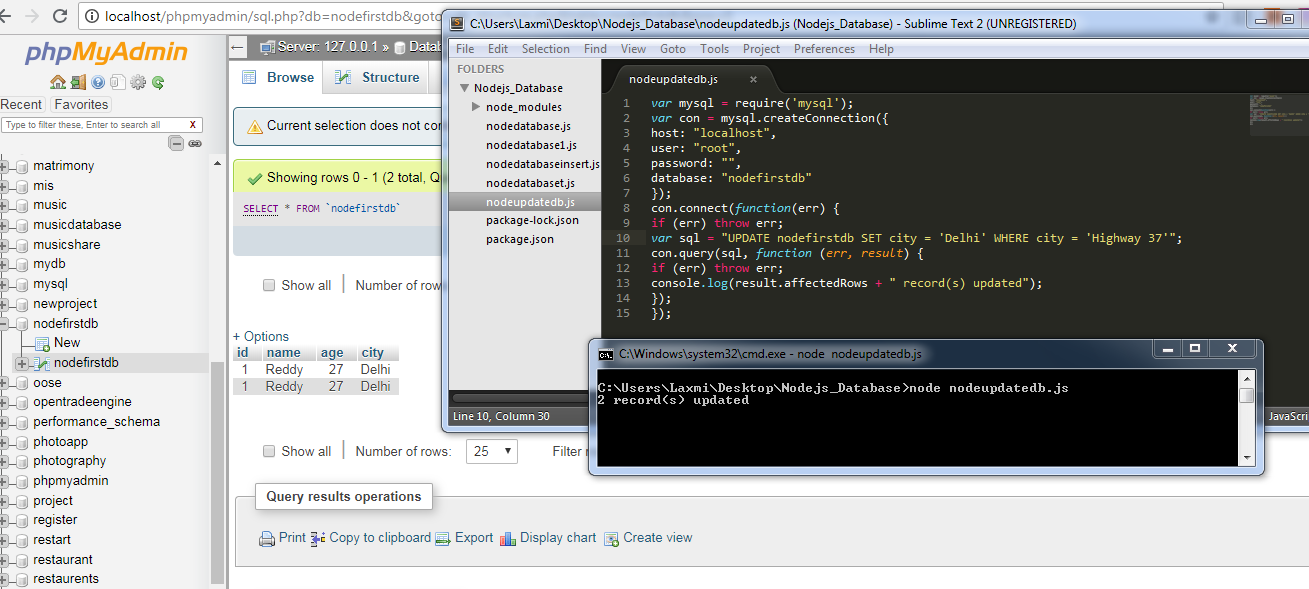 localhost/phpmyadmin/sql.php?db=nodefirstdb&goto
phpMyAdmin
Recent Favorites
Type to filter these, Enter to search all X
matrimony
mis
music
musicdatabase
musicshare
mydb
mysql
newproject
nodefirstdb
New
nodefirstdb
oose
opentradeengine
performance_schema
photoapp
photography
phpmyadmin
project
register
restart
restaurant
restaurents
Server: 127.0.0.1 » Datab
Browse Structure
Current selection does not con
Showing rows 0 - 1 (2 total, Q
SELECT * FROM `nodefirstdb`
Show all Number of row
+ Options
id name age city
1 Reddy 27 Delhi
1 Reddy 27 Delhi
Show all Number of rows: 25 Filter
Query results operations
Print Copy to clipboard Export Display chart Create view
C:\Users\Laxmi\Desktop\Nodejs_Database\nodeupdatedb.js (Nodejs_Database) - Sublime Text 2 (UNREGISTERED)
File Edit Selection Find View Goto Tools Project Preferences Help
FOLDERS
Nodejs_Database
node_modules
nodedatabase.js
nodedatabase1.js
nodedatabaseinsert.js
nodedatabaset.js
nodeupdatedb.js
package-lock.json
package.json
nodeupdatedb.js ×
1 var mysql = require('mysql');
2 var con = mysql.createConnection({
3 host: "localhost",
4 user: "root",
5 password: "",
6 database: "nodefirstdb"
7 });
8 con.connect(function(err) {
9 if (err) throw err;
10 var sql = "UPDATE nodefirstdb SET city = 'Delhi' WHERE city = 'Highway 37'";
11 con.query(sql, function (err, result) {
12 if (err) throw err;
13 console.log(result.affectedRows + " record(s) updated");
14 });
15 });
Line 10, Column 30
JavaScri
C:\Windows\system32\cmd.exe - node nodeupdatedb.js
C:\Users\Laxmi\Desktop\Nodejs_Database>node nodeupdatedb.js
2 record(s) updated